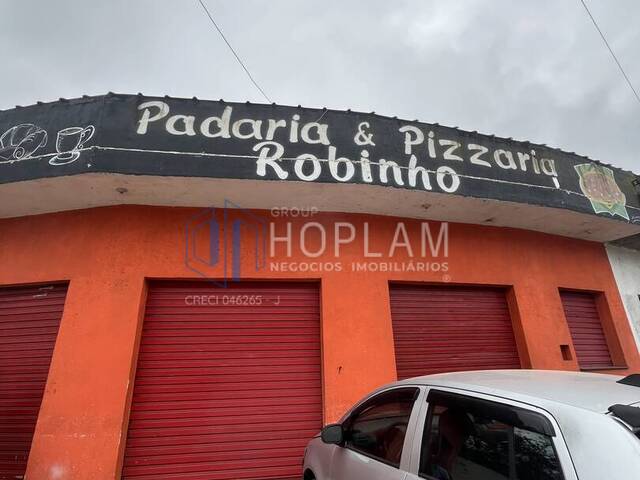 Padaria & Pizzaria
Robinho
GROUP
HOPLAM
NEGOCIOS IMOBILIÁRIOS
®
CRECI 046265 - J